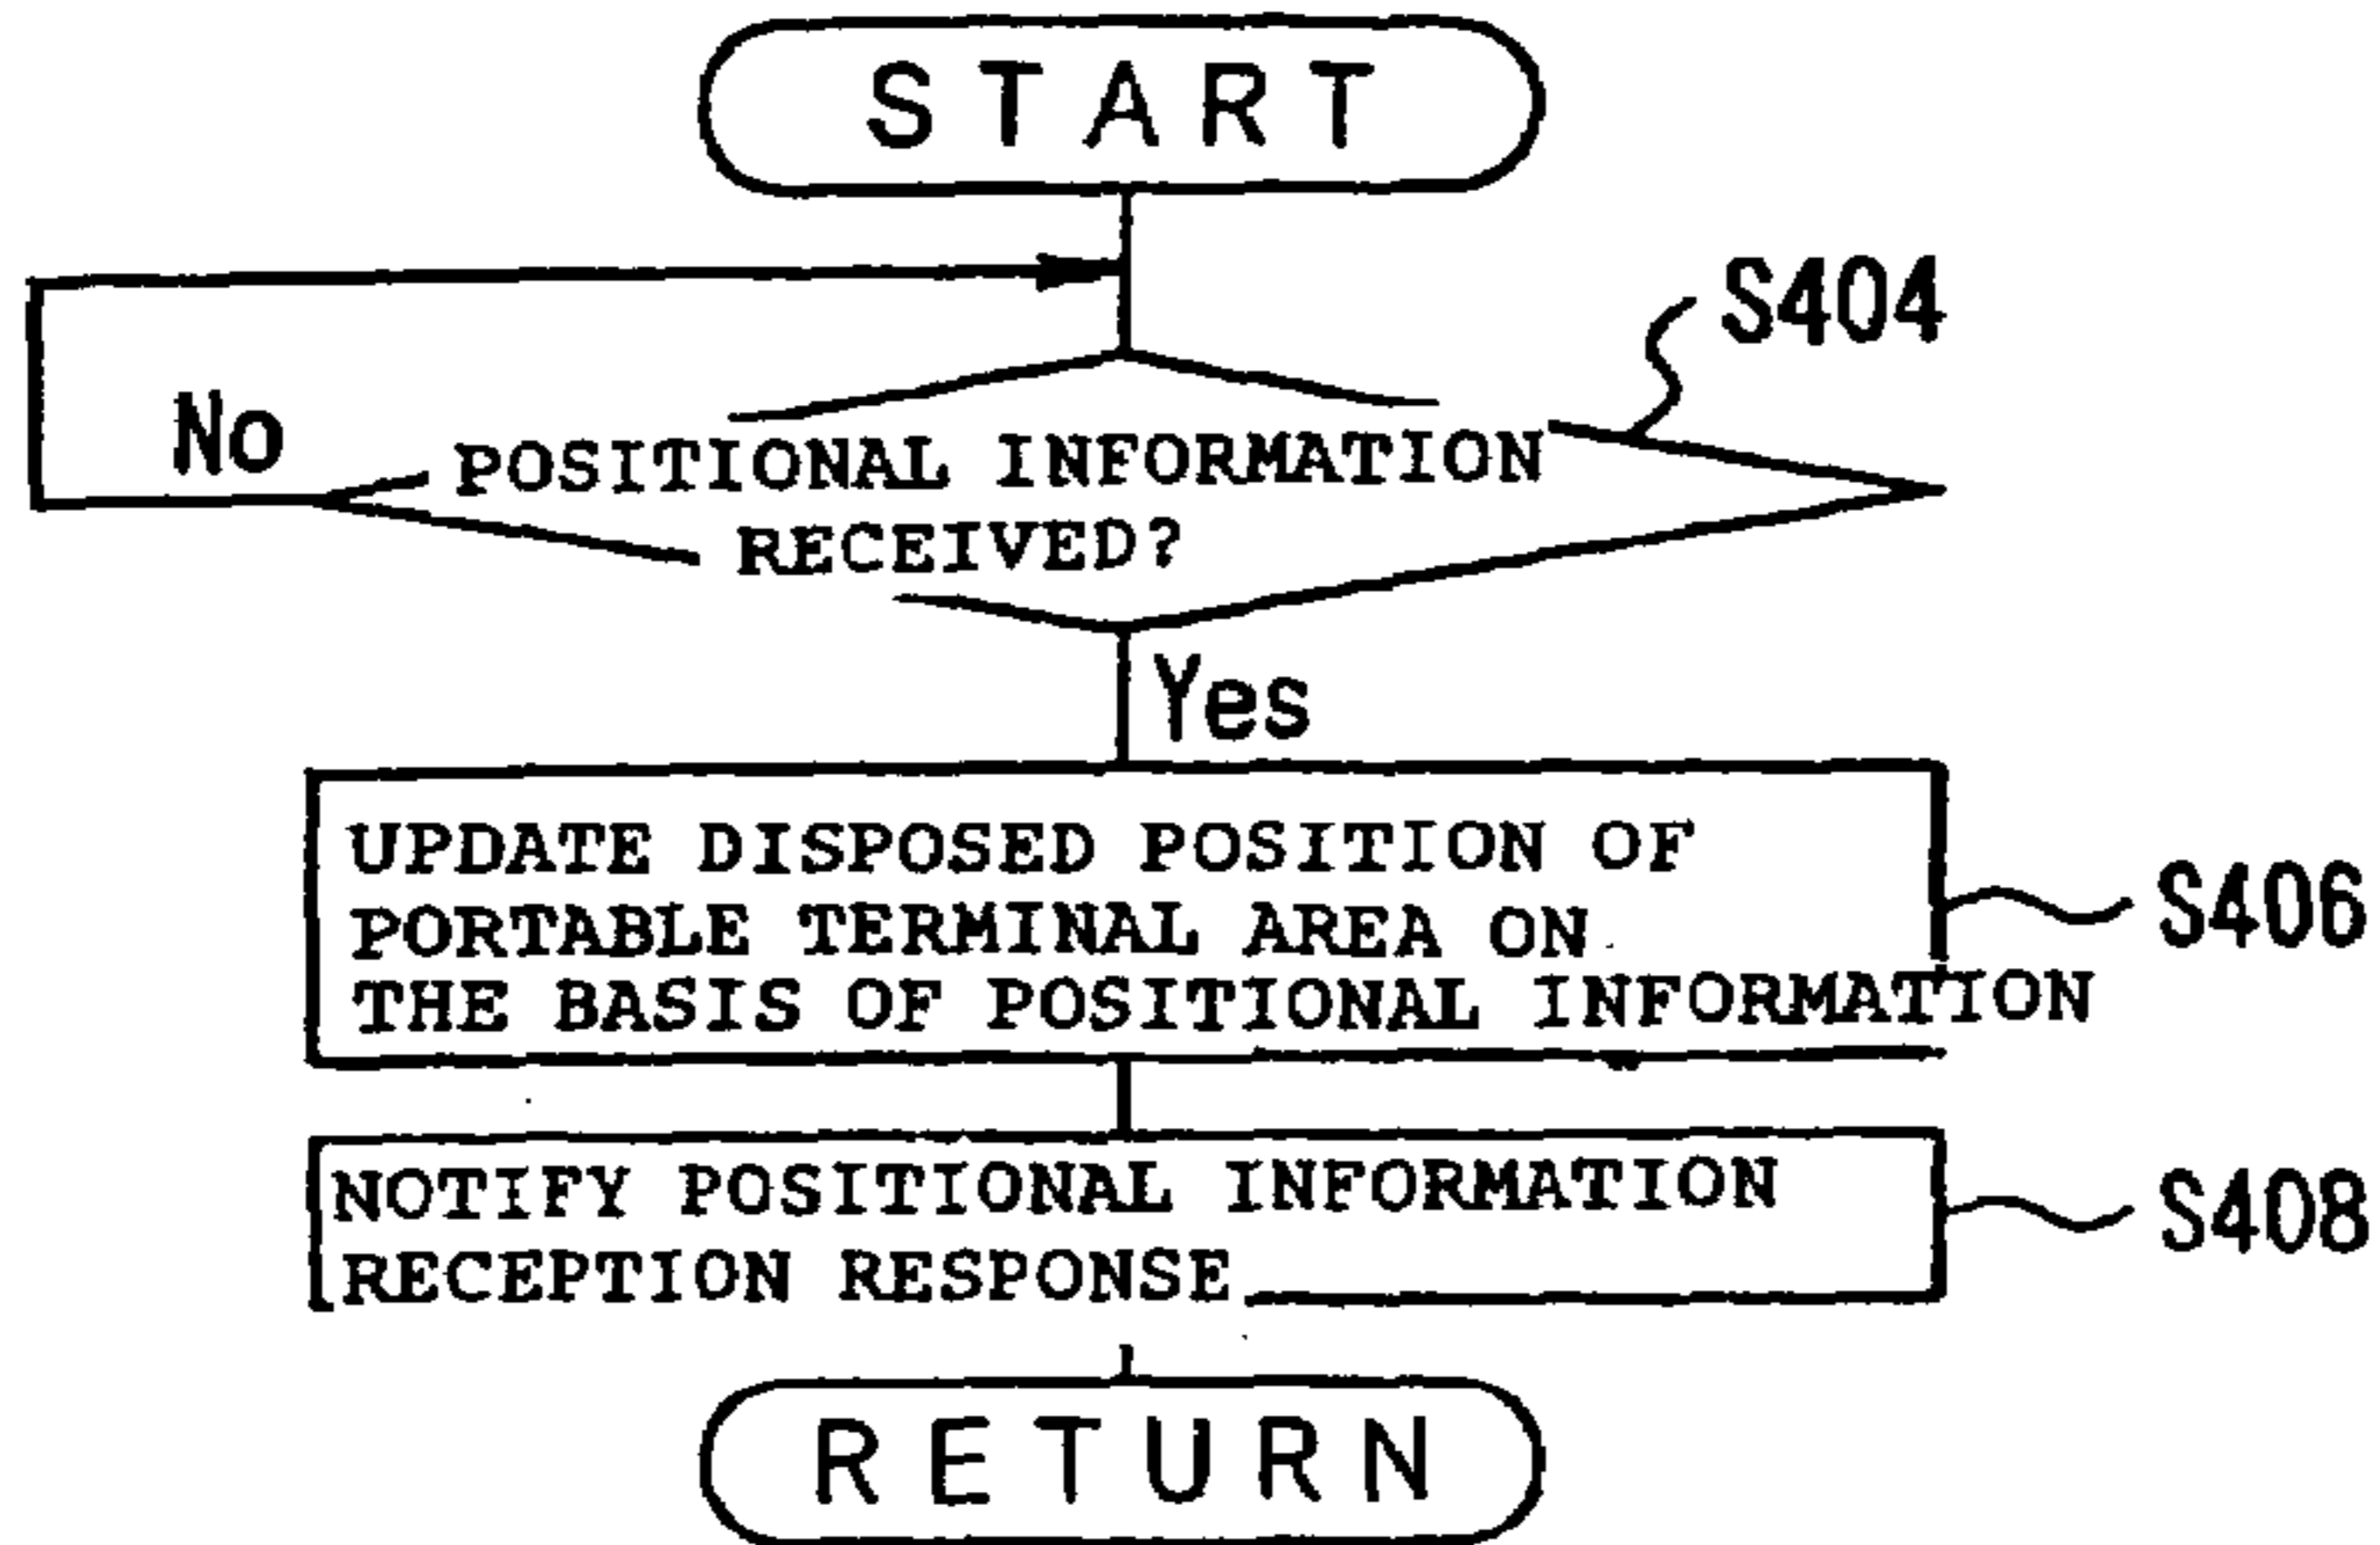 START
S404
No
POSITIONAL INFORMATION
RECEIVED?
Yes
UPDATE DISPOSED POSITION OF
PORTABLE TERMINAL AREA ON
THE BASIS OF POSITIONAL INFORMATION
S406
NOTIFY POSITIONAL INFORMATION
RECEPTION RESPONSE
S408
RETURN